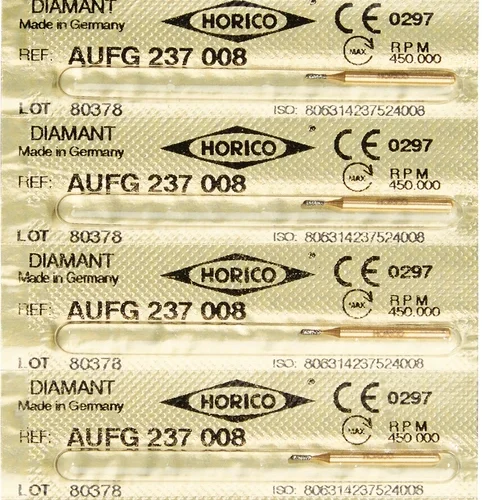 DIAMANT HORICO ® CE 0297
Made in Germany
REF: AUFG 237 008 MAX RPM 450.000
HORICO
LOT 80378 ISO: 806314237524008
DIAMANT HORICO ® CE 0297
Made in Germany
REF: AUFG 237 008 MAX RPM 450.000
HORICO
LOT 80378 ISO: 806314237524008
DIAMANT HORICO ® CE 0297
Made in Germany
REF: AUFG 237 008 MAX RPM 450.000
HORICO
LOT 80378 ISO: 806314237524008
DIAMANT HORICO ® CE 0297
Made in Germany
REF: AUFG 237 008 MAX RPM 450.000
HORICO
LOT 80378 ISO: 806314237524008